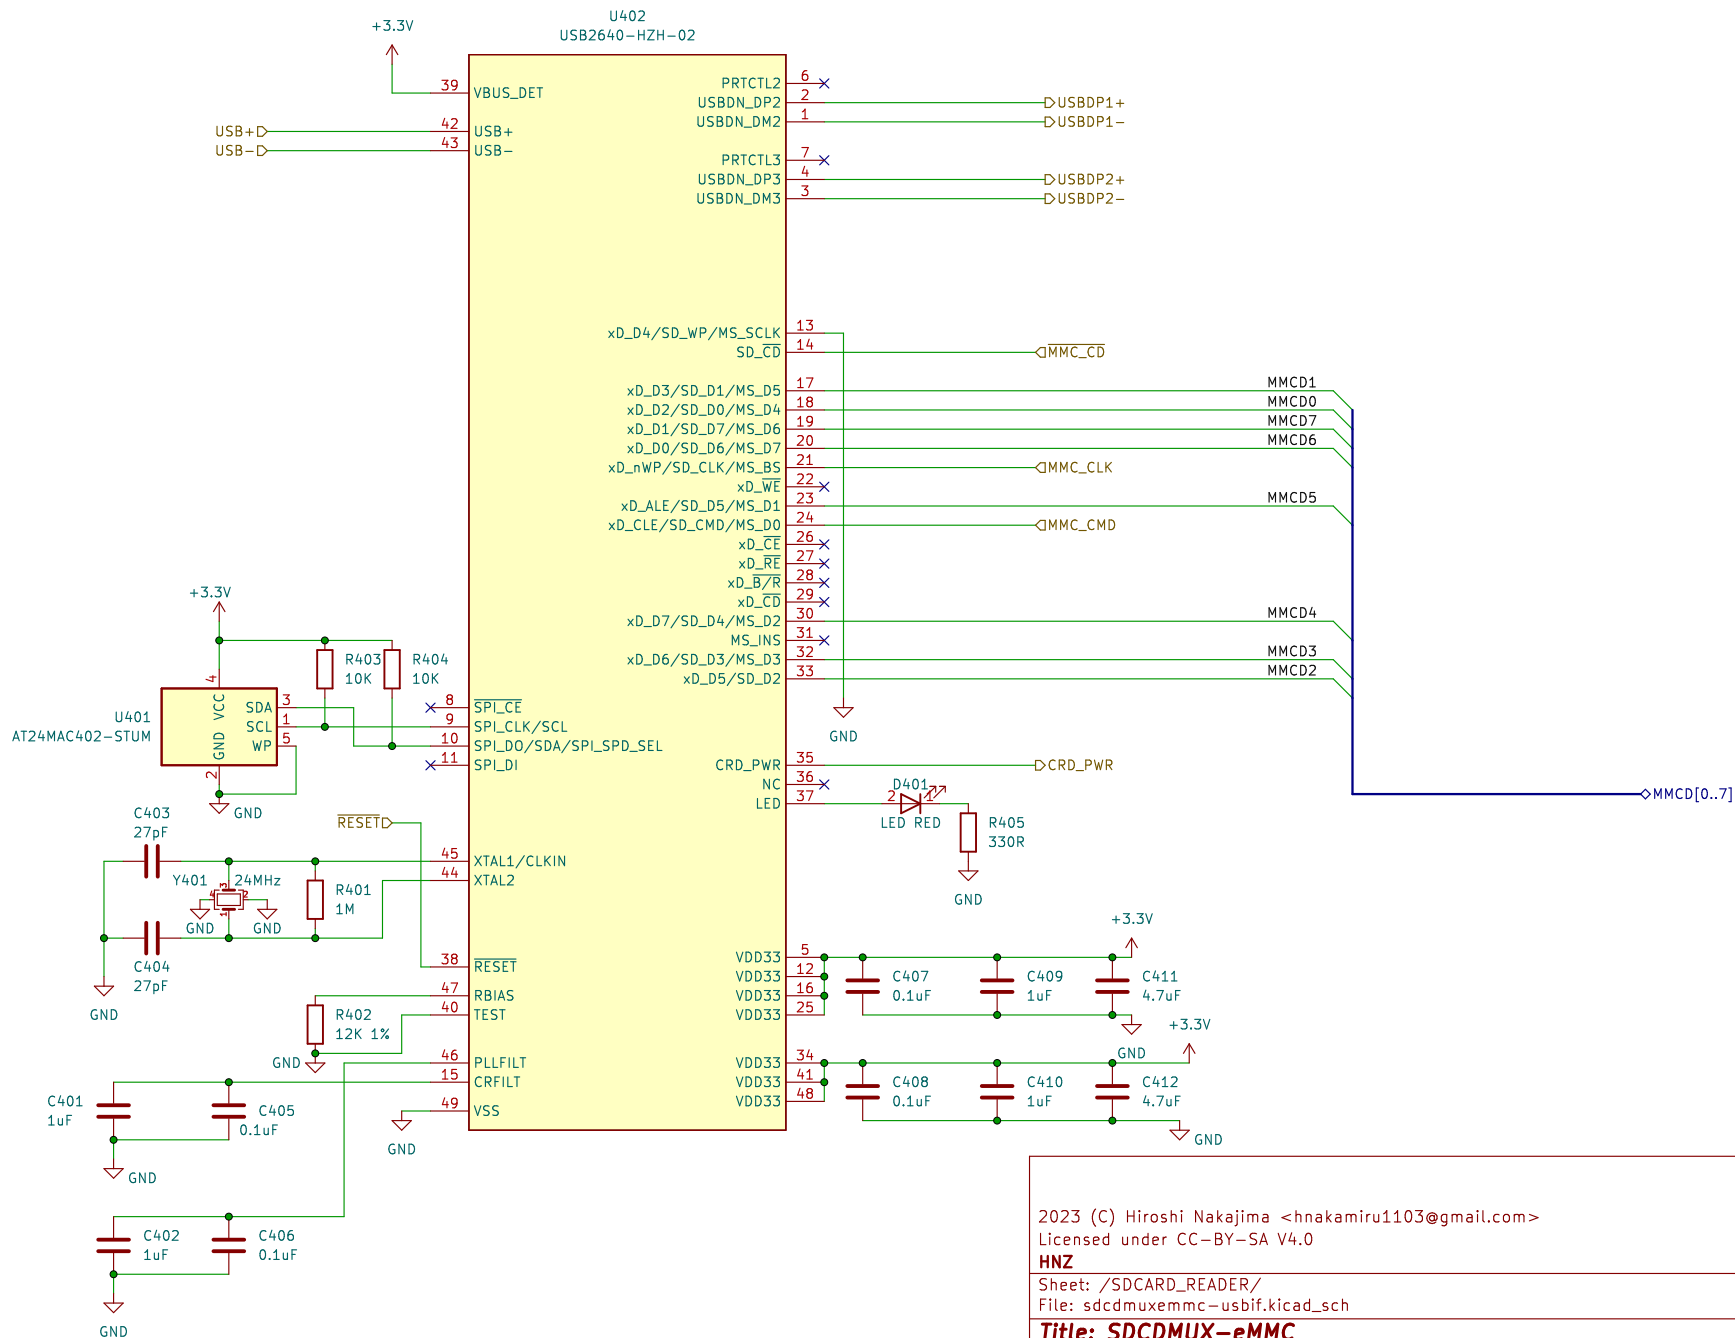 U402
USB2640-HZH-02
+3.3V
39 VBUS_DET
USB+ 42 USB+
USB- 43 USB-
PRTCTL2 6
USBDN_DP2 2 USBDP1+
USBDN_DM2 1 USBDP1-
PRTCTL3 7
USBDN_DP3 4 USBDP2+
USBDN_DM3 3 USBDP2-
xD_D4/SD_WP/MS_SCLK 13
SD_CD 14 MMC_CD
xD_D3/SD_D1/MS_D5 17 MMCD1
xD_D2/SD_D0/MS_D4 18 MMCD0
xD_D1/SD_D7/MS_D6 19 MMCD7
xD_D0/SD_D6/MS_D7 20 MMCD6
xD_nWP/SD_CLK/MS_BS 21 MMC_CLK
xD_WE 22
xD_ALE/SD_D5/MS_D1 23 MMCD5
xD_CLE/SD_CMD/MS_D0 24 MMC_CMD
xD_CE 26
xD_RE 27
xD_B/R 28
xD_CD 29
xD_D7/SD_D4/MS_D2 30 MMCD4
MS_INS 31
xD_D6/SD_D3/MS_D3 32 MMCD3
xD_D5/SD_D2 33 MMCD2
GND
+3.3V
R403
10K
R404
10K
U401
AT24MAC402-STUM
4 VCC
GND 2
SDA 3
SCL 1
WP 5
GND
8 SPI_CE
9 SPI_CLK/SCL
10 SPI_DO/SDA/SPI_SPD_SEL
11 SPI_DI
CRD_PWR 35 CRD_PWR
NC 36
LED 37
D401
2 1
LED RED
R405
330R
GND
MMCD[0..7]
RESET
C403
27pF
45 XTAL1/CLKIN
44 XTAL2
Y401 24MHz
3
4 2
1
GND GND
R401
1M
C404
27pF
GND
38 RESET
47 RBIAS
40 TEST
R402
12K 1%
GND
46 PLLFILT
15 CRFILT
49 VSS
GND
C401
1uF
C405
0.1uF
GND
C402
1uF
C406
0.1uF
GND
VDD33 5
VDD33 12
VDD33 16
VDD33 25
+3.3V
C407
0.1uF
C409
1uF
C411
4.7uF
GND
VDD33 34
VDD33 41
VDD33 48
+3.3V
C408
0.1uF
C410
1uF
C412
4.7uF
GND
2023 (C) Hiroshi Nakajima <hnakamiru1103@gmail.com>
Licensed under CC-BY-SA V4.0
HNZ
Sheet: /SDCARD_READER/
File: sdcdmuxemmc-usbif.kicad_sch
Title: SDCDMUX-eMMC